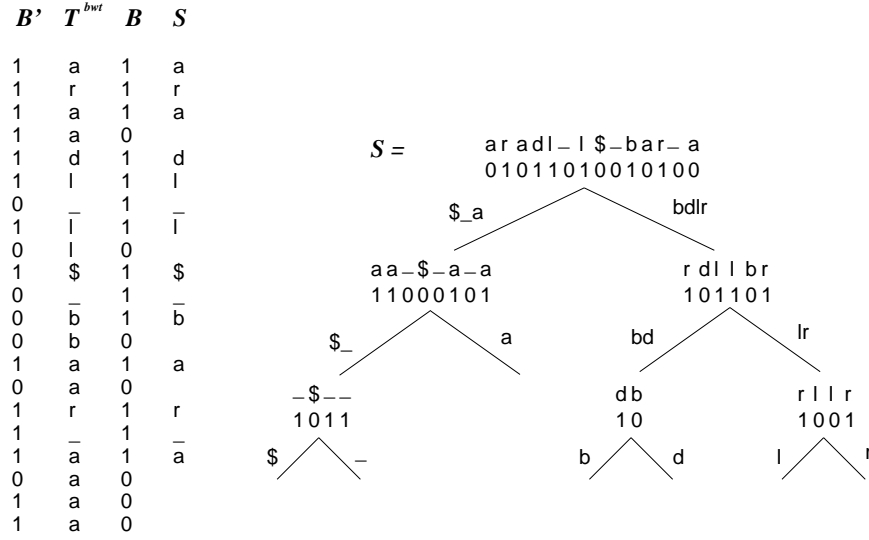 B’ T bwt B S
1 a 1 a
1 r 1 r
1 a 1 a
1 a 0
1 d 1 d
1 l 1 l
0 _ 1 _
1 l 1 l
0 l 0
1 $ 1 $
0 _ 1 _
0 b 1 b
0 b 0
1 a 1 a
0 a 0
1 r 1 r
1 _ 1 _
1 a 1 a
0 a 0
1 a 0
1 a 0
S = a r a d l _ l $ _ b a r _ a
0 1 0 1 1 0 1 0 0 1 0 1 0 0
$_a bdlr
a a _ $ _ a _ a r d l l b r
1 1 0 0 0 1 0 1 1 0 1 1 0 1
$_ a bd lr
_ $ _ _ d b r l l r
1 0 1 1 1 0 1 0 0 1
$ _ b d l r